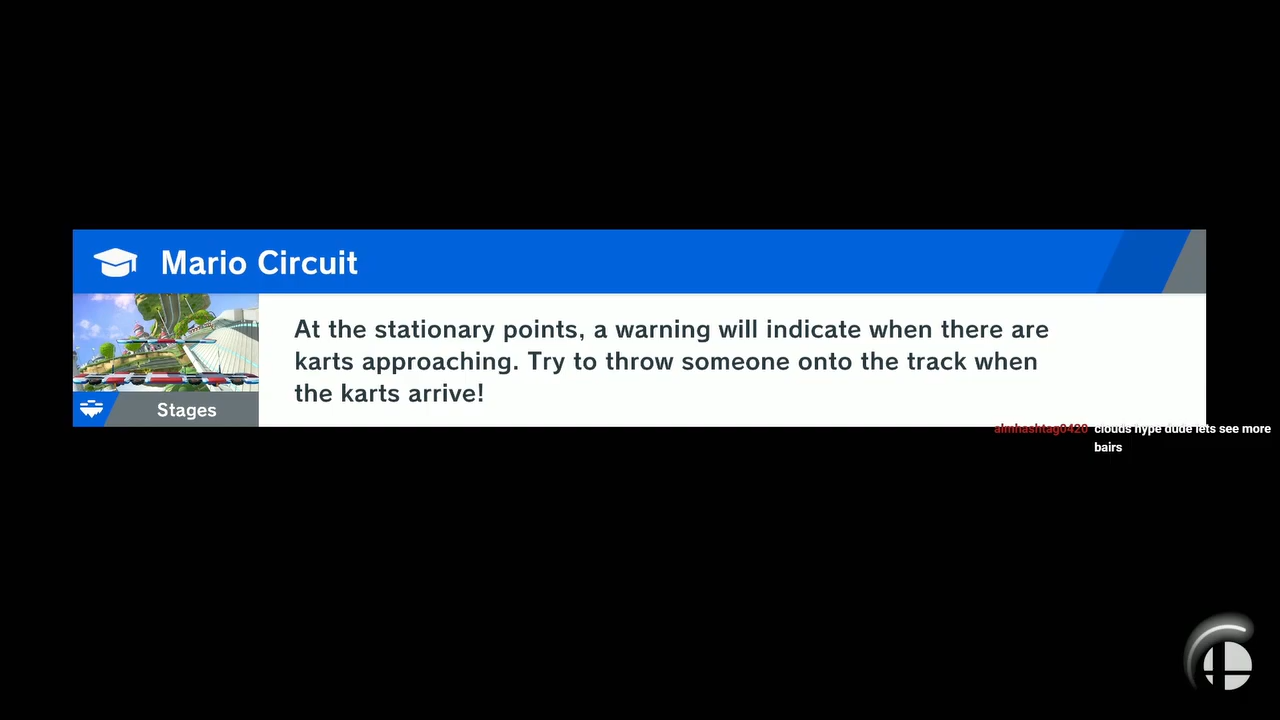 Mario Circuit
At the stationary points, a warning will indicate when there are
karts approaching. Try to throw someone onto the track when
the karts arrive!
Stages
almhashtag0420 clouds hype dude lets see more
bairs